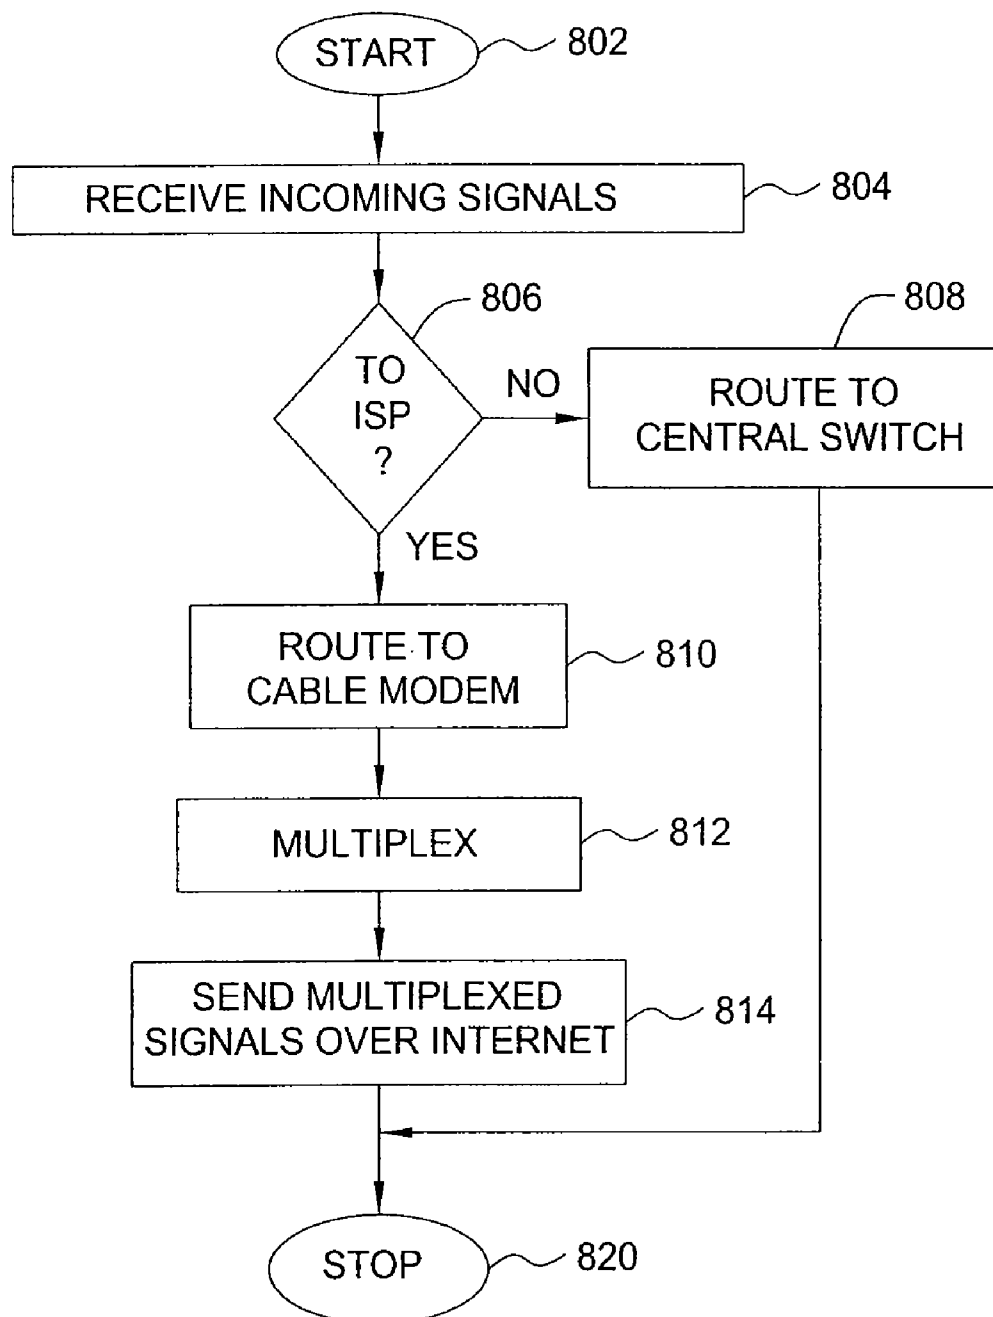 START
802
RECEIVE INCOMING SIGNALS
804
806
808
TO
ISP
?
NO
ROUTE TO
CENTRAL SWITCH
YES
ROUTE TO
CABLE MODEM
810
MULTIPLEX
812
SEND MULTIPLEXED
SIGNALS OVER INTERNET
814
STOP
820